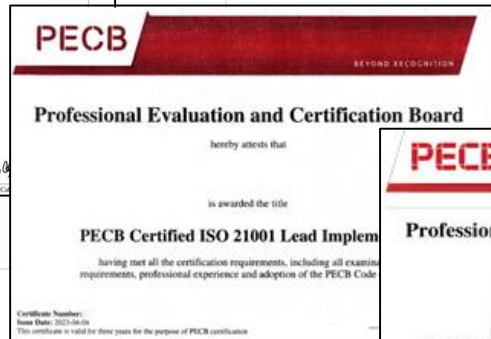 PECB
BEYOND RECOGNITION
Professional Evaluation and Certification Board
hereby attests that
is awarded the title
PECB Certified ISO 21001 Lead Implem
having met all the certification requirements, including all examina
requirements, professional experience and adoption of the PECB Code
Certificate Number:
Issue Date: 2023-04-04
This certificate is valid for three years for the purpose of PECB certification
PECB
Profession